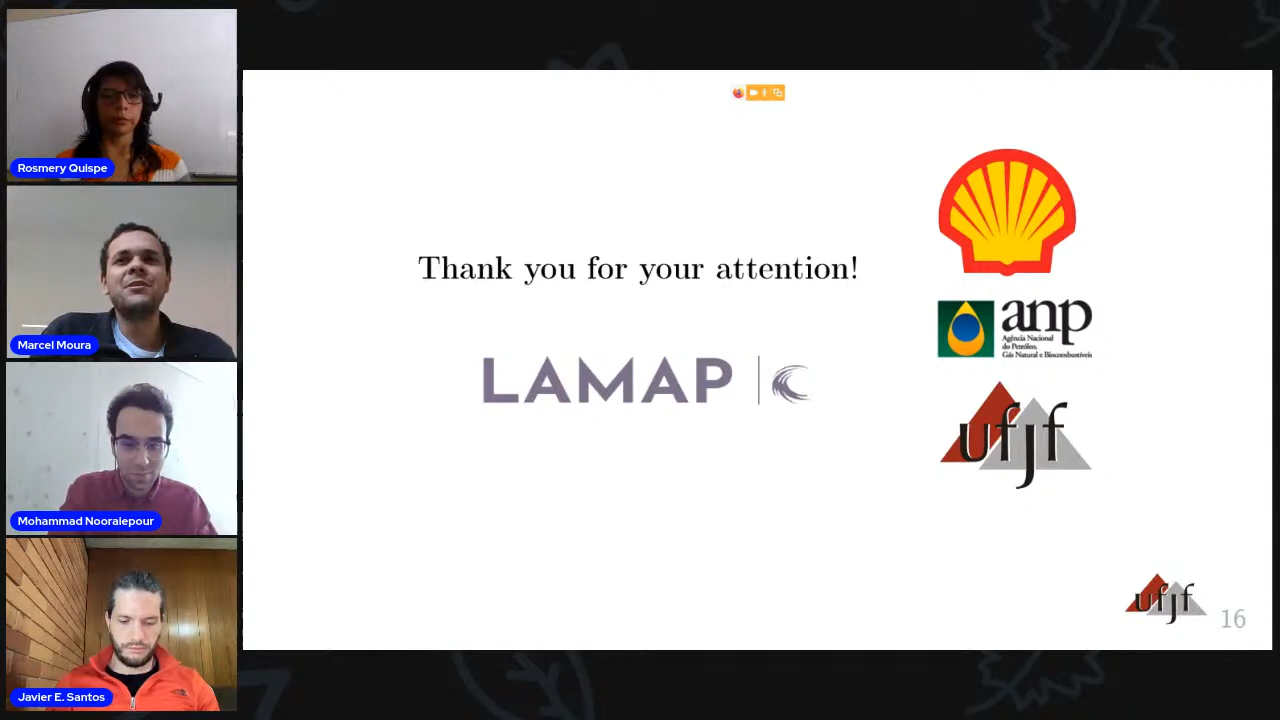 Rosmery Quispe
Marcel Moura
Mohammad Nooraiepour
Javier E. Santos
Thank you for your attention!
LAMAP
anp
Agência Nacional
do Petróleo,
Gás Natural e Biocombustíveis
ufjf
ufjf
16